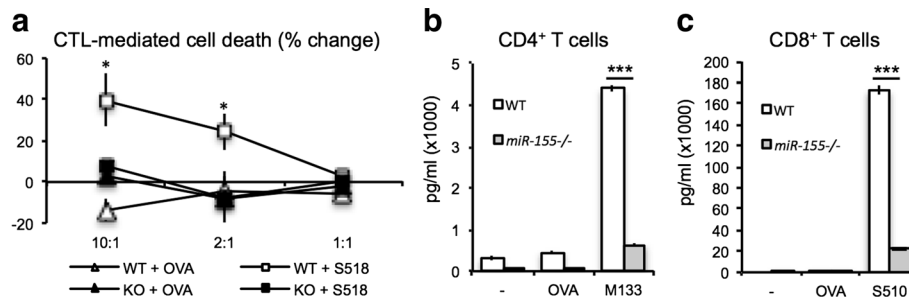 a
CTL-mediated cell death (% change)
60
40
20
0
-20
*
*
10:1
2:1
1:1
WT + OVA
WT + S518
KO + OVA
KO + S518
b
CD4+ T cells
pg/ml (x1000)
5
4
3
2
1
0
WT
miR-155-/-
***
-
OVA
M133
c
CD8+ T cells
pg/ml (x1000)
200
180
160
140
120
100
80
60
40
20
0
WT
miR-155-/-
***
-
OVA
S510